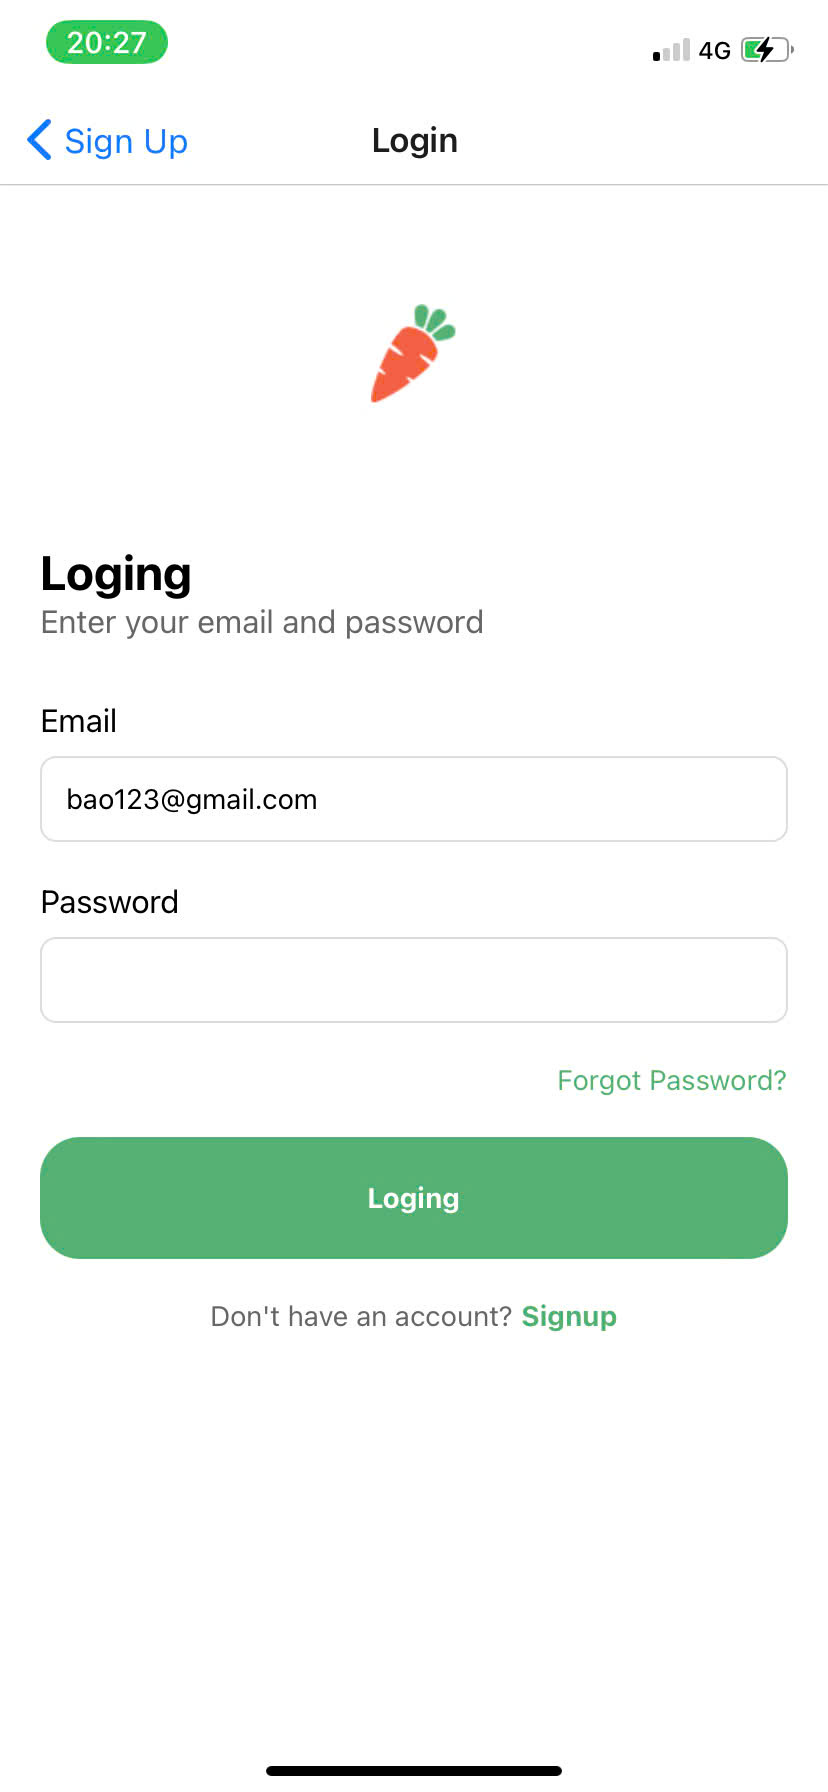 20:27
4G
Sign Up
Login
Loging
Enter your email and password
Email
bao123@gmail.com
Password
Forgot Password?
Loging
Don't have an account? Signup